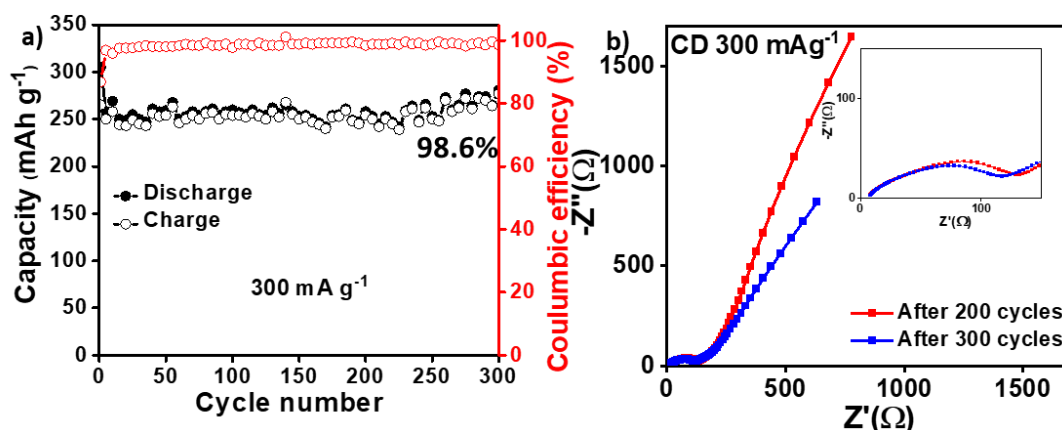 a)
350
300
250
200
150
100
50
0
Capacity (mAh g⁻¹)
Discharge
Charge
98.6%
300 mA g⁻¹
0 50 100 150 200 250 300
Cycle number
100
80
60
40
20
0
Coulumbic efficiency (%)
b)
CD 300 mAg⁻¹
1500
1000
500
0
-Z''(Ω)
100
0
-Z''(Ω)
0 100
Z'(Ω)
After 200 cycles
After 300 cycles
0 500 1000 1500
Z'(Ω)